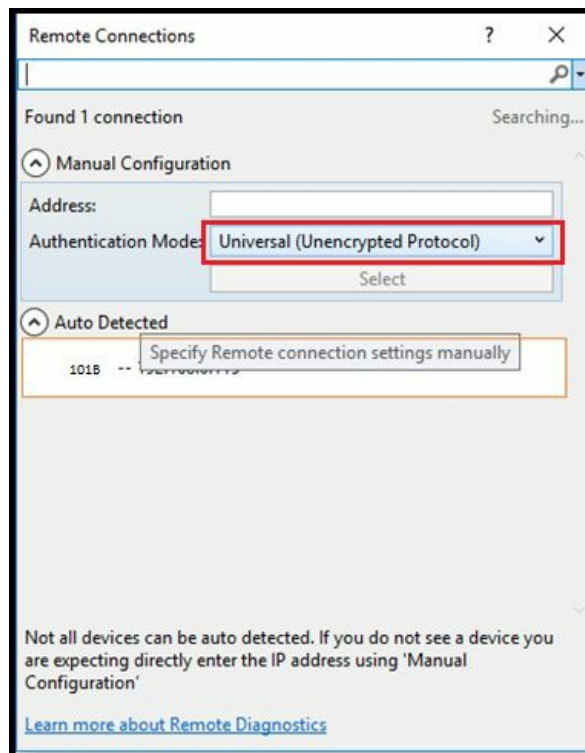 Remote Connections
Found 1 connection
Searching...
Manual Configuration
Address:
Authentication Mode:
Universal (Unencrypted Protocol)
Select
Auto Detected
Specify Remote connection settings manually
101B --
Not all devices can be auto detected. If you do not see a device you
are expecting directly enter the IP address using 'Manual
Configuration'
Learn more about Remote Diagnostics